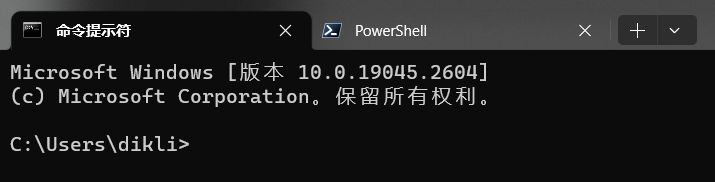 命令提示符
PowerShell
Microsoft Windows [版本 10.0.19045.2604]
(c) Microsoft Corporation。保留所有权利。
C:\Users\dikli>